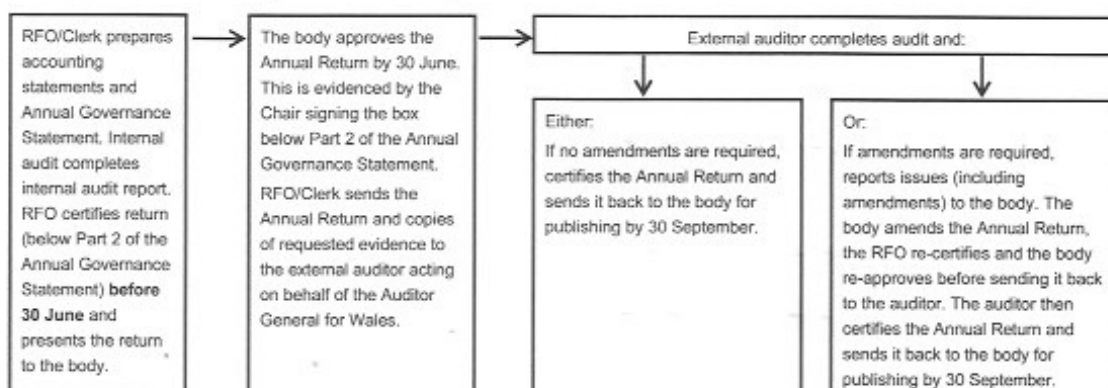 RFO/Clerk prepares
accounting
statements and
Annual Governance
Statement. Internal
audit completes
internal audit report.
RFO certifies return
(below Part 2 of the
Annual Governance
Statement) before
30 June and
presents the return
to the body.
The body approves the
Annual Return by 30 June.
This is evidenced by the
Chair signing the box
below Part 2 of the Annual
Governance Statement.
RFO/Clerk sends the
Annual Return and copies
of requested evidence to
the external auditor acting
on behalf of the Auditor
General for Wales.
External auditor completes audit and:
Either:
If no amendments are required,
certifies the Annual Return and
sends it back to the body for
publishing by 30 September.
Or:
If amendments are required,
reports issues (including
amendments) to the body. The
body amends the Annual Return,
the RFO re-certifies and the body
re-approves before sending it back
to the auditor. The auditor then
certifies the Annual Return and
sends it back to the body for
publishing by 30 September.